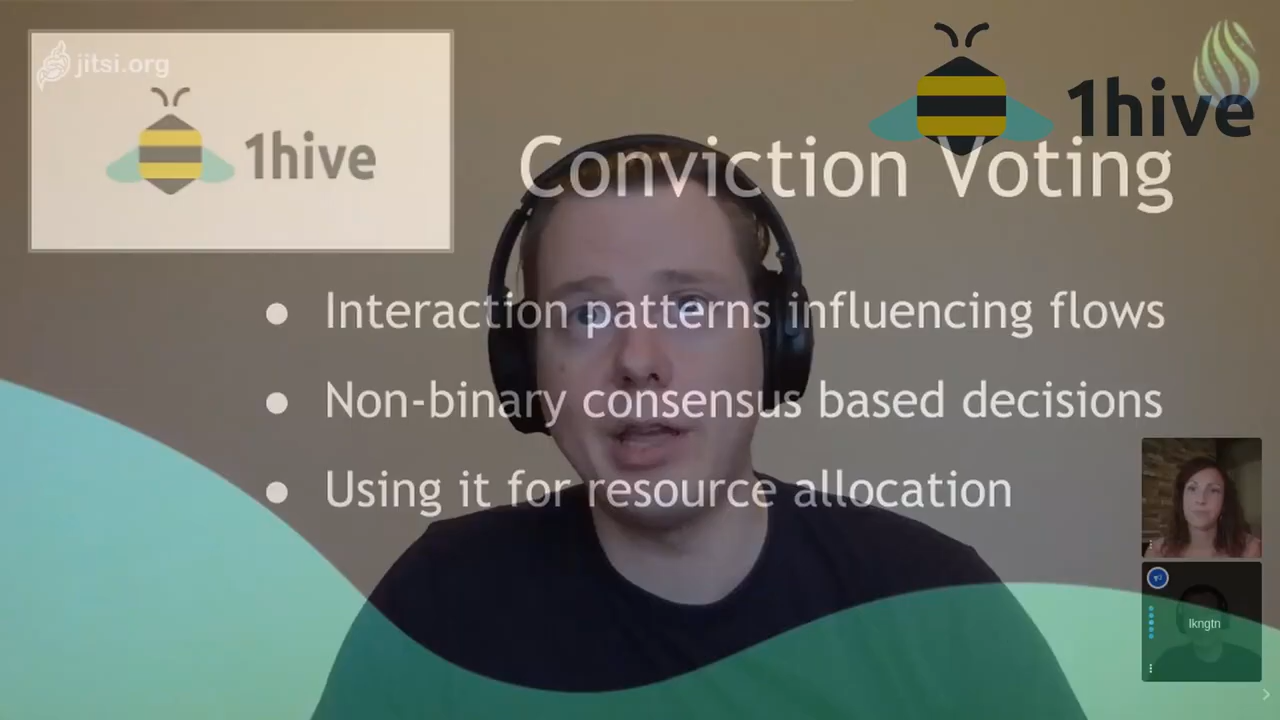 jitsi.org
1hive
1hive
Conviction Voting
● Interaction patterns influencing flows
● Non-binary consensus based decisions
● Using it for resource allocation
lkngtn